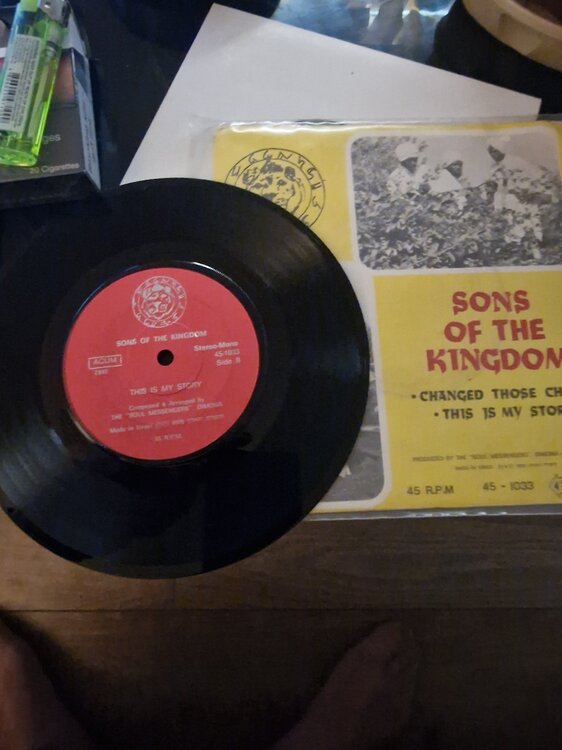 20 Cigarettes
SONS OF THE KINGDOM
Stereo-Mono
45-1033
Side B
ACUM
THIS IS MY STORY
Composed & Arranged by
THE "SOUL MESSENGERS" DIMONA
Made in Israel
45 R.P.M.
SONS
OF THE
KINGDOM
• CHANGED THOSE
• THIS IS MY
PRODUCED BY THE "SOUL MESSENGERS" DIMONA
MADE IN ISRAEL
45 R.P.M 45 - 1033